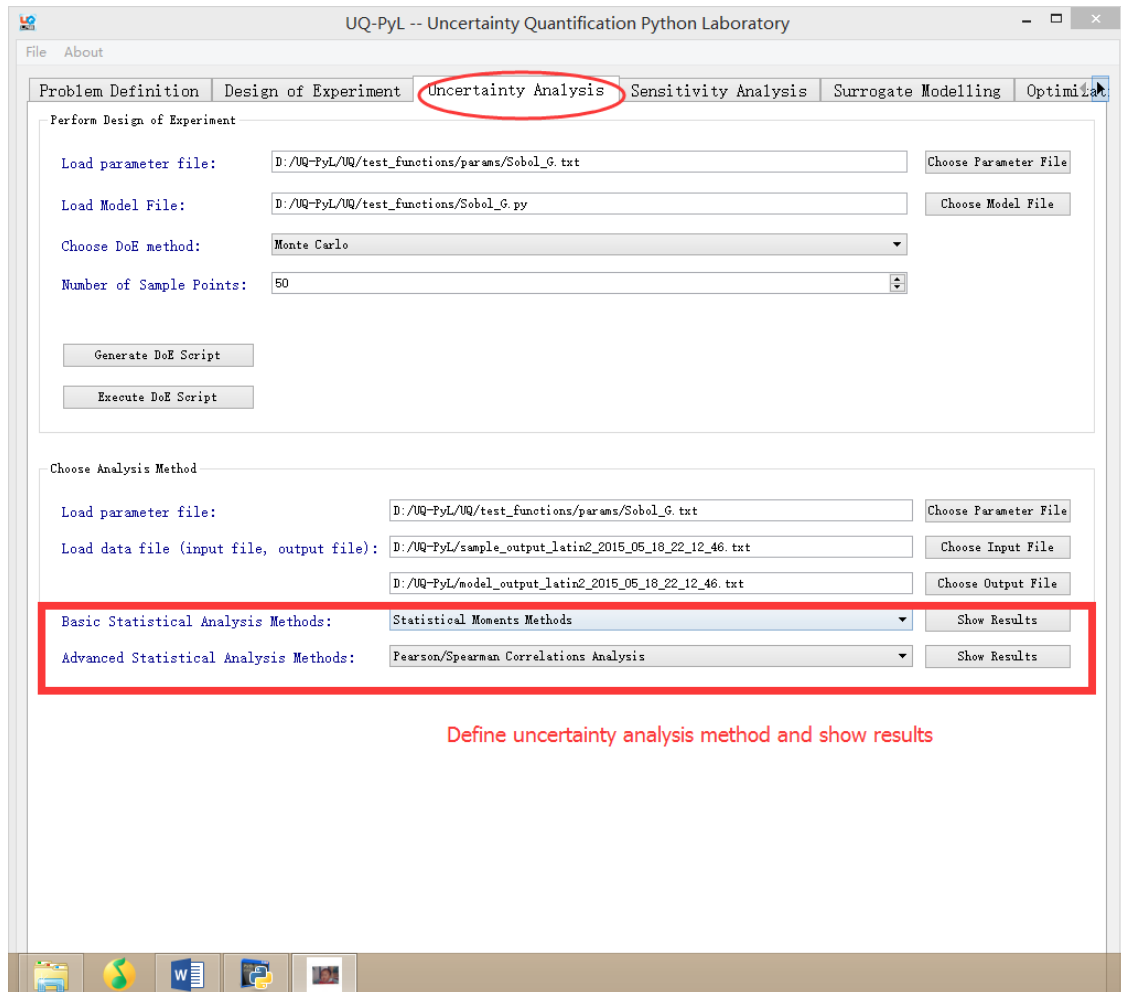 UQ-PyL -- Uncertainty Quantification Python Laboratory
File About
Problem Definition Design of Experiment Uncertainty Analysis Sensitivity Analysis Surrogate Modelling Optimizat
Perform Design of Experiment
Load parameter file: D:/UQ-PyL/UQ/test_functions/params/Sobol_G.txt Choose Parameter File
Load Model File: D:/UQ-PyL/UQ/test_functions/Sobol_G.py Choose Model File
Choose DoE method: Monte Carlo
Number of Sample Points: 50
Generate DoE Script
Execute DoE Script
Choose Analysis Method
Load parameter file: D:/UQ-PyL/UQ/test_functions/params/Sobol_G.txt Choose Parameter File
Load data file (input file, output file): D:/UQ-PyL/sample_output_latin2_2015_05_18_22_12_46.txt Choose Input File
D:/UQ-PyL/model_output_latin2_2015_05_18_22_12_46.txt Choose Output File
Basic Statistical Analysis Methods: Statistical Moments Methods Show Results
Advanced Statistical Analysis Methods: Pearson/Spearman Correlations Analysis Show Results
Define uncertainty analysis method and show results